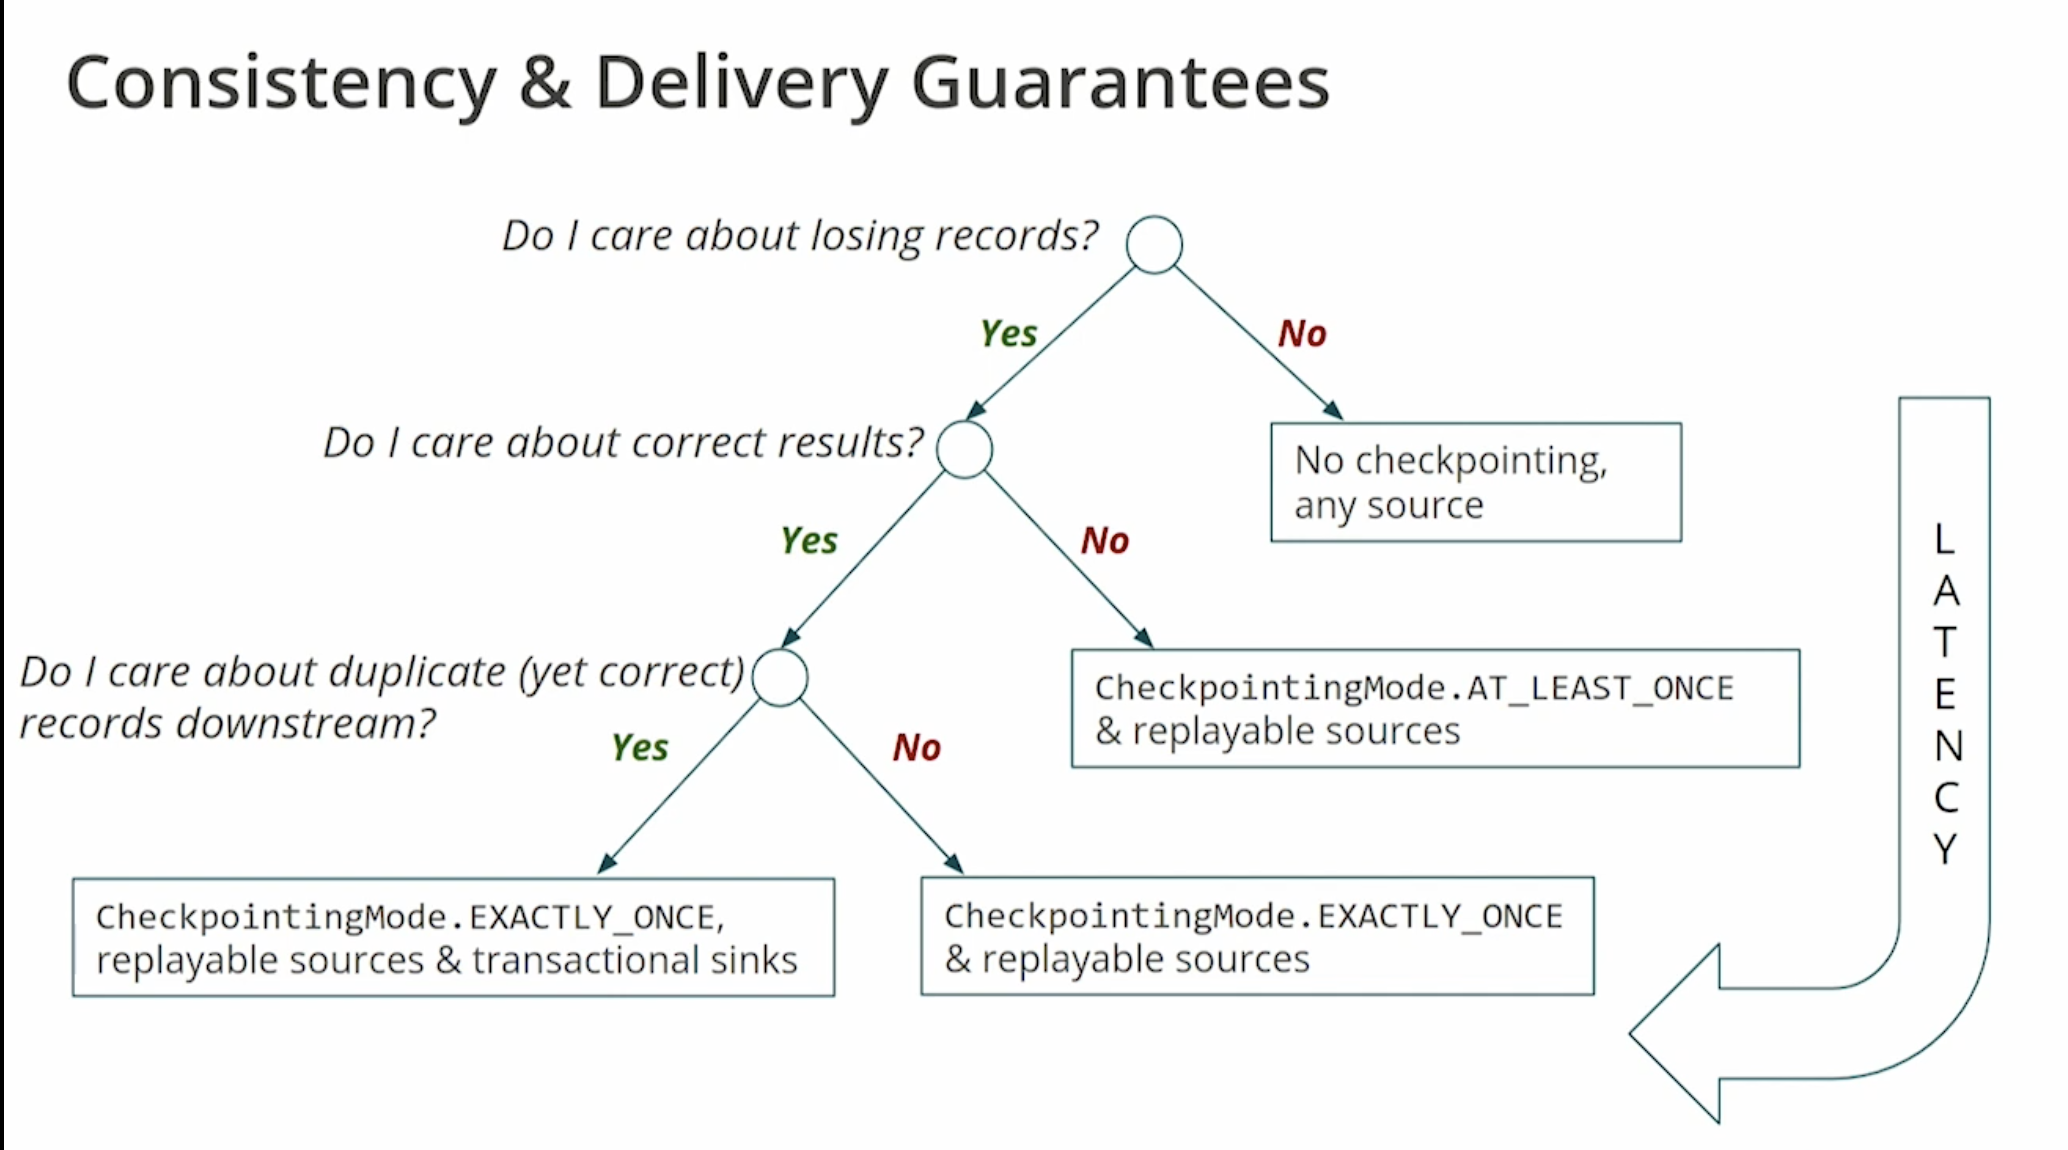 Consistency & Delivery Guarantees
Do I care about losing records?
Yes
No
Do I care about correct results?
No checkpointing,
any source
Yes
No
Do I care about duplicate (yet correct)
records downstream?
CheckpointingMode.AT_LEAST_ONCE
& replayable sources
Yes
No
CheckpointingMode.EXACTLY_ONCE,
replayable sources & transactional sinks
CheckpointingMode.EXACTLY_ONCE
& replayable sources
L
A
T
E
N
C
Y